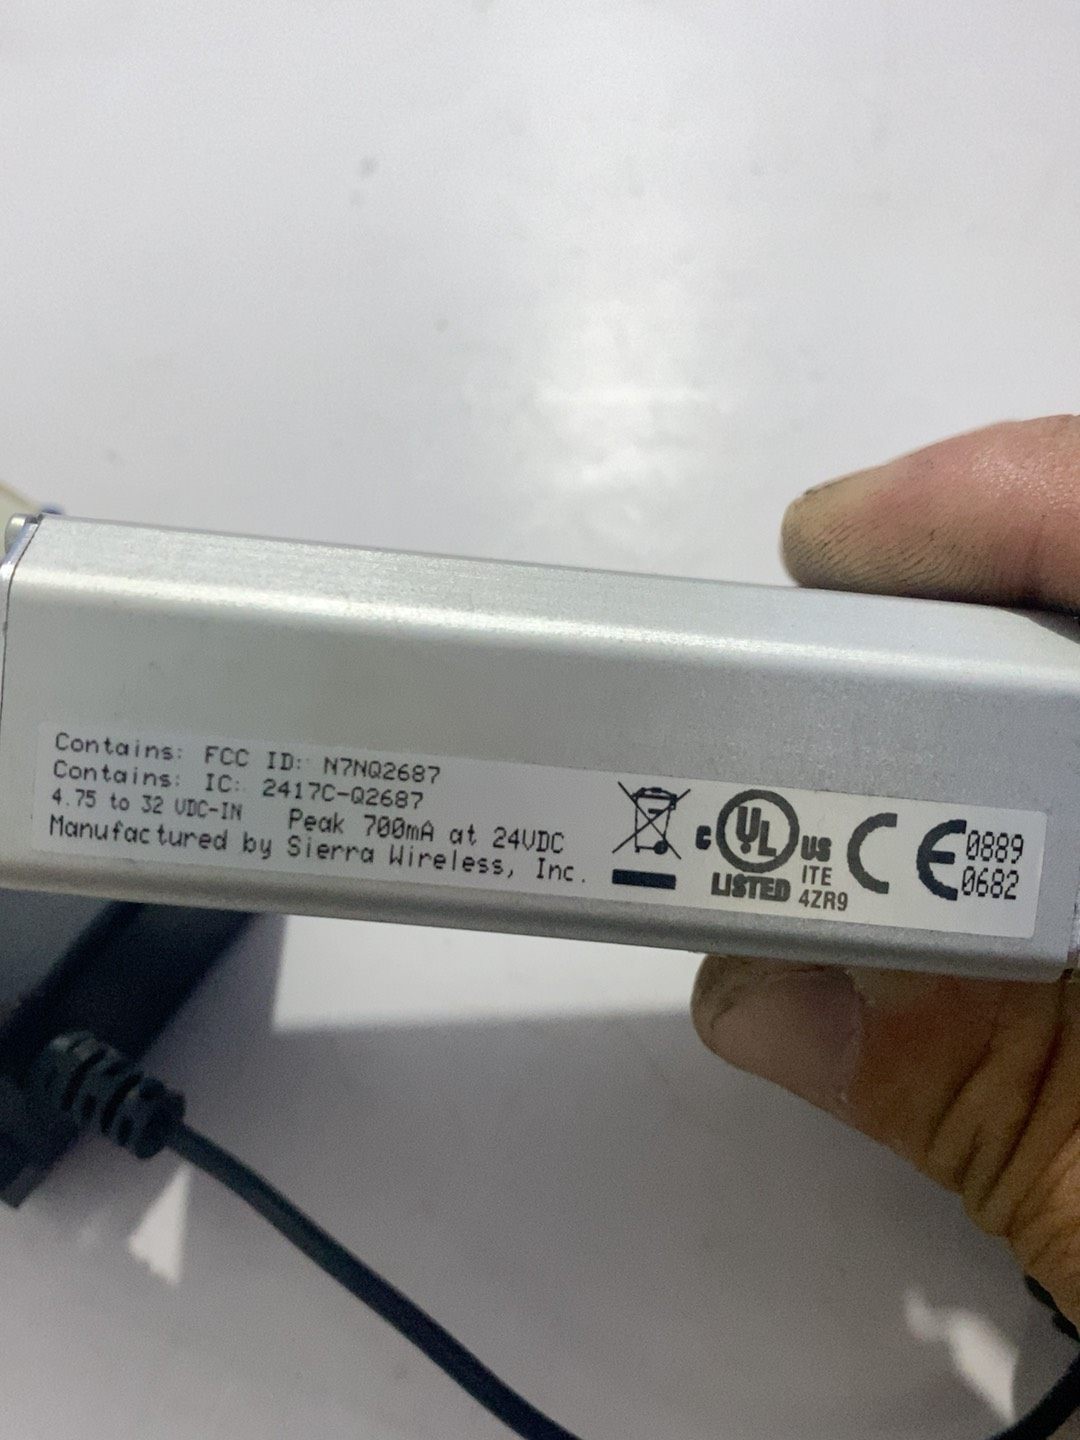 Contains: FCC ID: N7NQ2687
Contains: IC: 2417C-Q2687
4.75 to 32 VDC-IN Peak 700mA at 24VDC
Manufactured by Sierra Wireless, Inc.
C UL US
LISTED ITE
4ZR9
CE 0889
0682